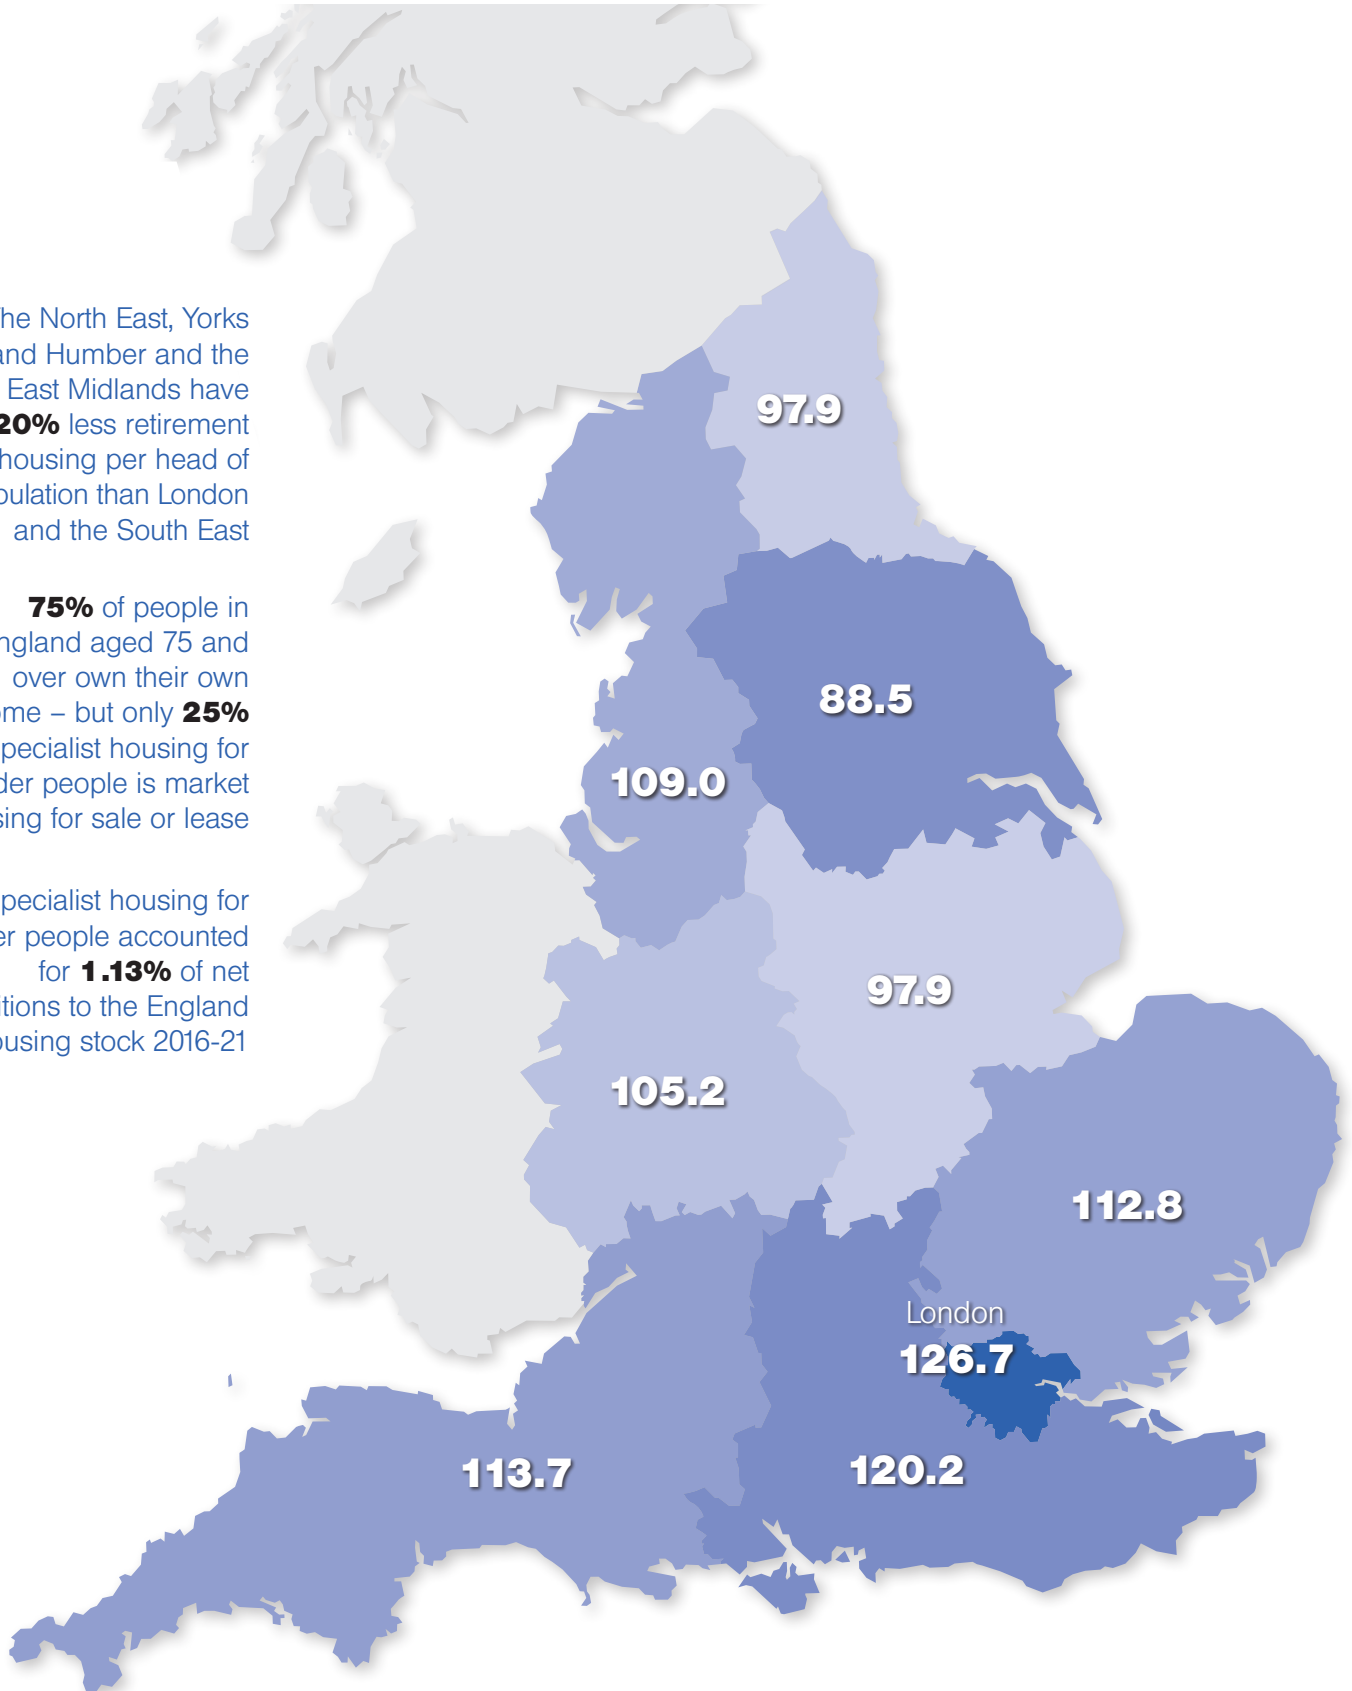 he North East, Yorks
and Humber and the
East Midlands have
20% less retirement
housing per head of
pulation than London
and the South East
75% of people in
ngland aged 75 and
over own their own
ome – but only 25%
specialist housing for
der people is market
sing for sale or lease
specialist housing for
er people accounted
for 1.13% of net
itions to the England
ousing stock 2016-21
97.9
88.5
109.0
97.9
105.2
112.8
London
126.7
113.7
120.2